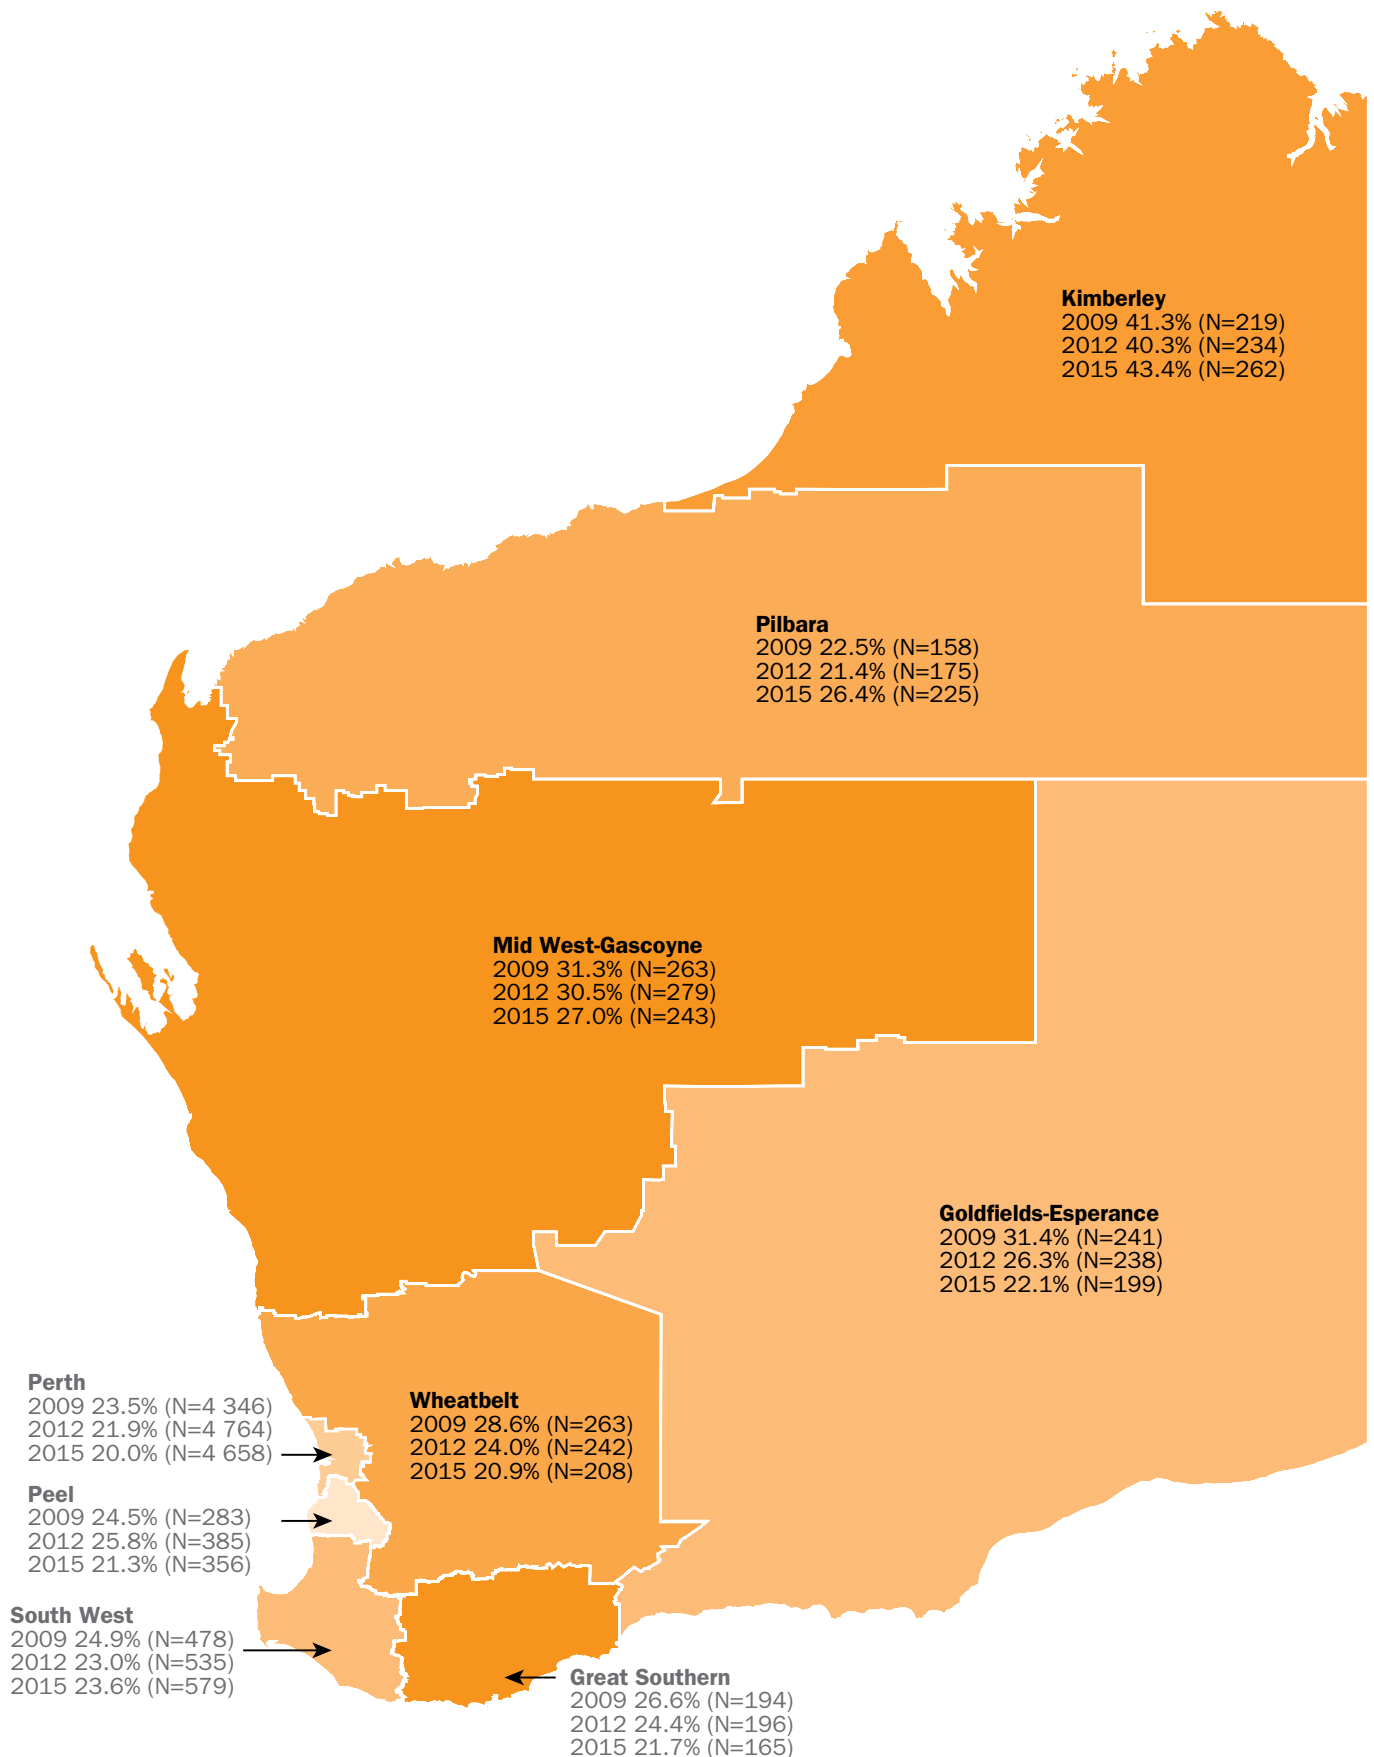 Kimberley
2009 41.3% (N=219)
2012 40.3% (N=234)
2015 43.4% (N=262)
Pilbara
2009 22.5% (N=158)
2012 21.4% (N=175)
2015 26.4% (N=225)
Mid West-Gascoyne
2009 31.3% (N=263)
2012 30.5% (N=279)
2015 27.0% (N=243)
Goldfields-Esperance
2009 31.4% (N=241)
2012 26.3% (N=238)
2015 22.1% (N=199)
Perth
2009 23.5% (N=4 346)
2012 21.9% (N=4 764)
2015 20.0% (N=4 658)
Wheatbelt
2009 28.6% (N=263)
2012 24.0% (N=242)
2015 20.9% (N=208)
Peel
2009 24.5% (N=283)
2012 25.8% (N=385)
2015 21.3% (N=356)
South West
2009 24.9% (N=478)
2012 23.0% (N=535)
2015 23.6% (N=579)
Great Southern
2009 26.6% (N=194)
2012 24.4% (N=196)
2015 21.7% (N=165)